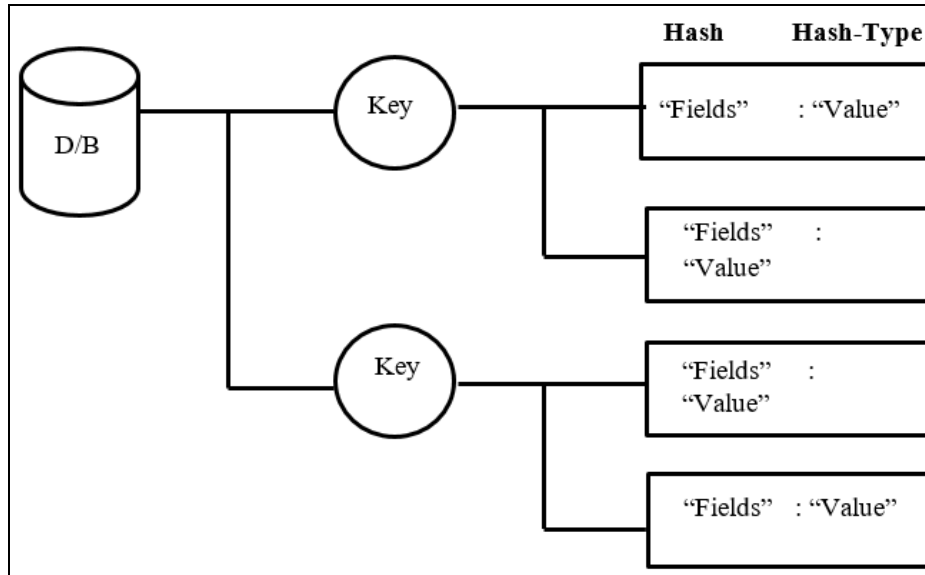 Hash Hash-Type
D/B
Key
“Fields” : “Value”
“Fields” :
“Value”
Key
“Fields” :
“Value”
“Fields” : “Value”